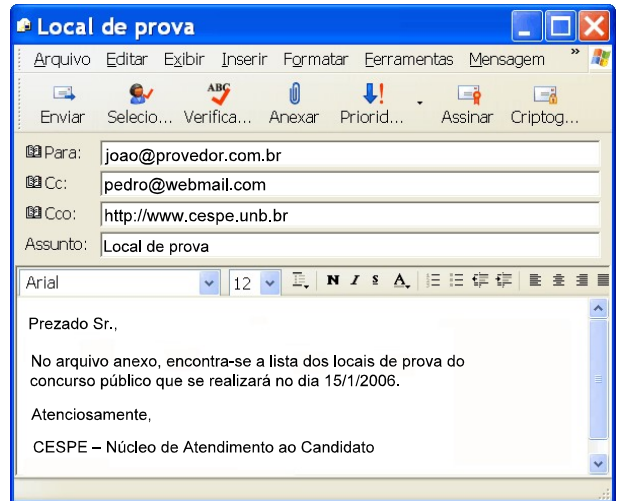 Local de prova
Arquivo Editar Exibir Inserir Formatar Ferramentas Mensagem »
Enviar Selecio... Verifica... Anexar Priorid... Assinar Criptog...
Para: joao@provedor.com.br
Cc: pedro@webmail.com
Cco: http://www.cespe.unb.br
Assunto: Local de prova
Arial 12 N I S A
Prezado Sr.,
No arquivo anexo, encontra-se a lista dos locais de prova do
concurso público que se realizará no dia 15/1/2006.
Atenciosamente,
CESPE – Núcleo de Atendimento ao Candidato